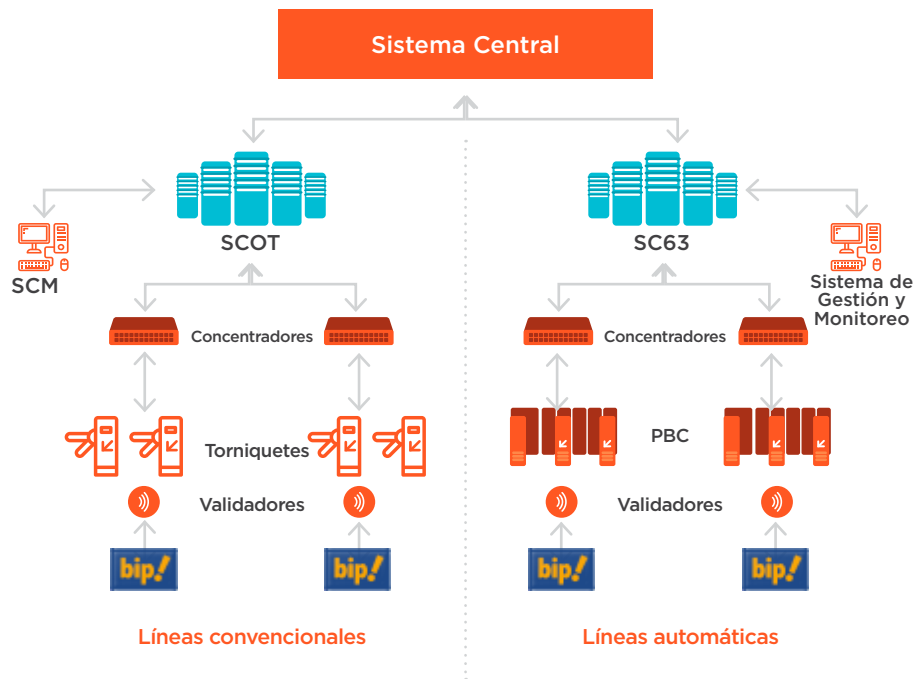 Sistema Central
SCOT
SC63
SCM
Sistema de
Gestión y
Monitoreo
Concentradores
Concentradores
Torniquetes
PBC
Validadores
Validadores
bip!
bip!
bip!
bip!
Líneas convencionales
Líneas automáticas